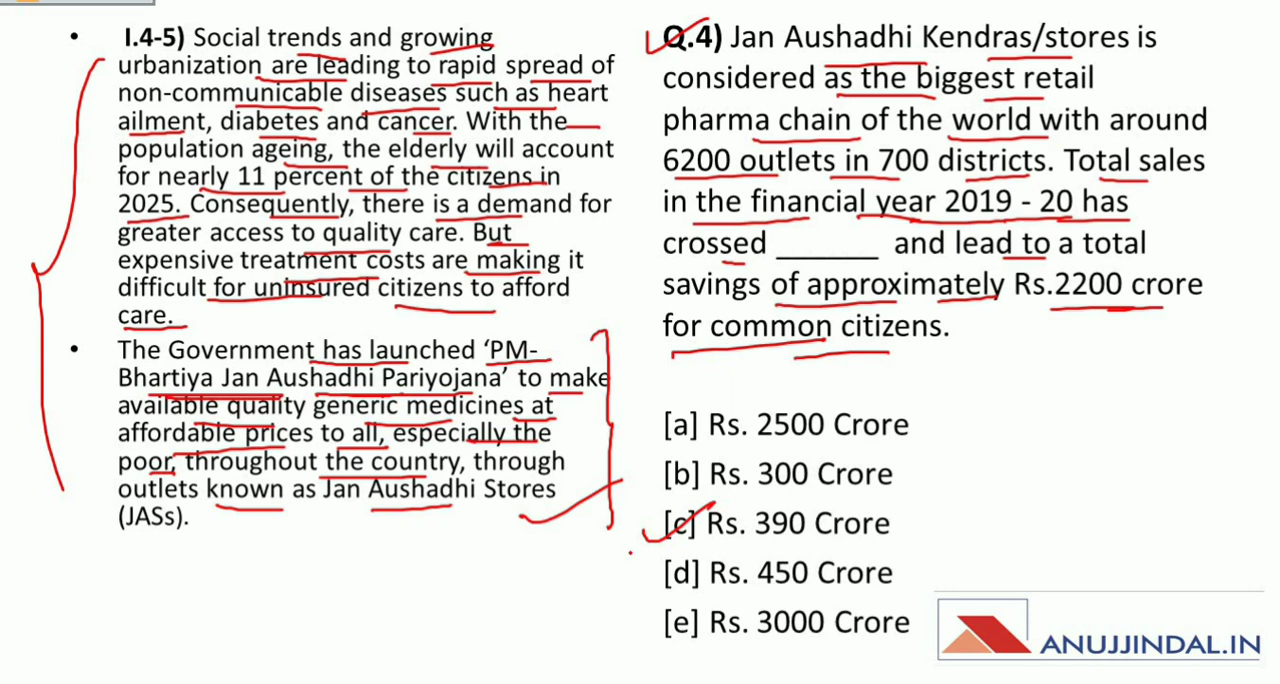 • I.4-5) Social trends and growing
urbanization are leading to rapid spread of
non-communicable diseases such as heart
ailment, diabetes and cancer. With the
population ageing, the elderly will account
for nearly 11 percent of the citizens in
2025. Consequently, there is a demand for
greater access to quality care. But
expensive treatment costs are making it
difficult for uninsured citizens to afford
care.
• The Government has launched ‘PM-
Bhartiya Jan Aushadhi Pariyojana’ to make
available quality generic medicines at
affordable prices to all, especially the
poor, throughout the country, through
outlets known as Jan Aushadhi Stores
(JASs).
Q.4) Jan Aushadhi Kendras/stores is
considered as the biggest retail
pharma chain of the world with around
6200 outlets in 700 districts. Total sales
in the financial year 2019 - 20 has
crossed _______ and lead to a total
savings of approximately Rs.2200 crore
for common citizens.
[a] Rs. 2500 Crore
[b] Rs. 300 Crore
[c] Rs. 390 Crore
[d] Rs. 450 Crore
[e] Rs. 3000 Crore
ANUJJINDAL.IN